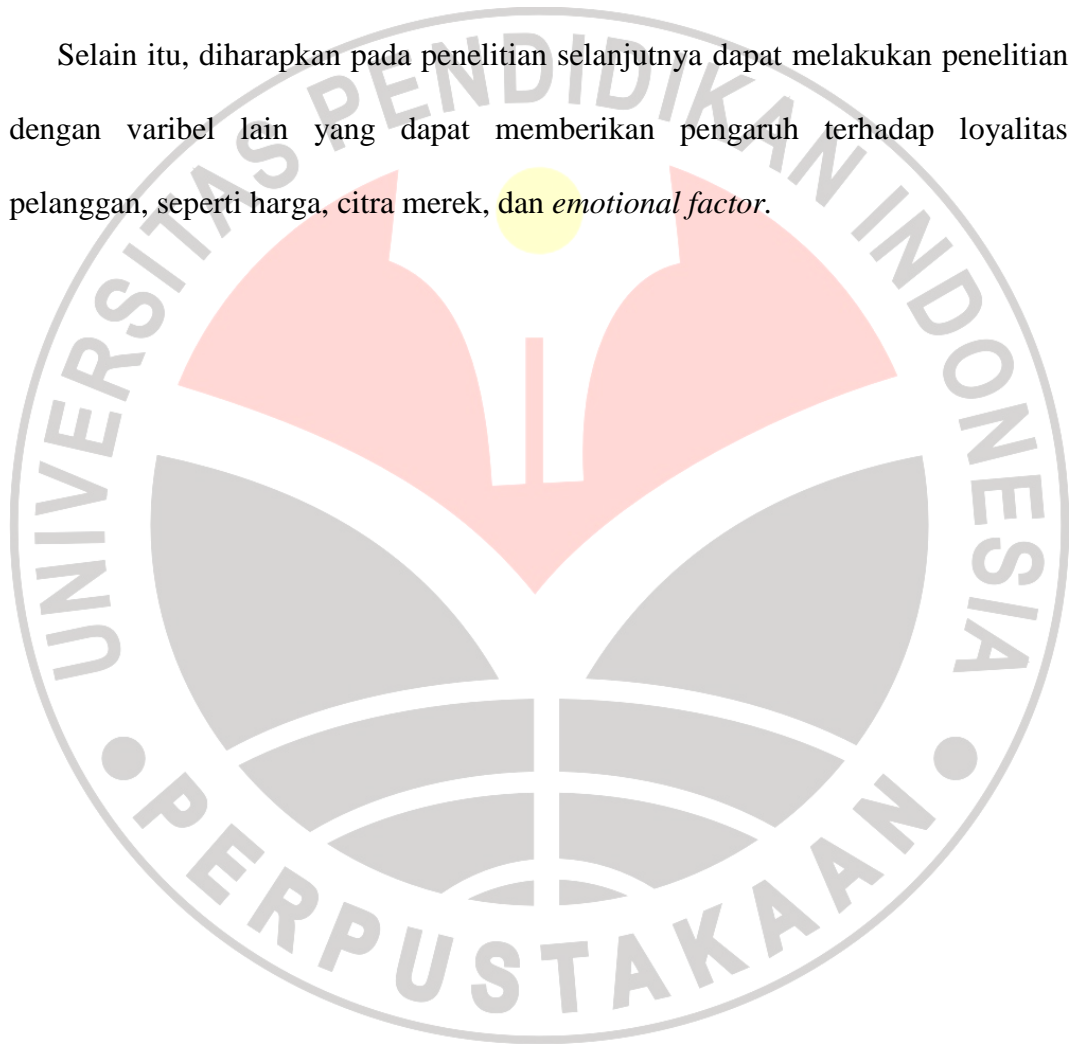 Selain itu, diharapkan pada penelitian selanjutnya dapat melakukan penelitian
dengan varibel lain yang dapat memberikan pengaruh terhadap loyalitas
pelanggan, seperti harga, citra merek, dan emotional factor.
UNIVERSITAS PENDIDIKAN INDONESIA
PERPUSTAKAAN